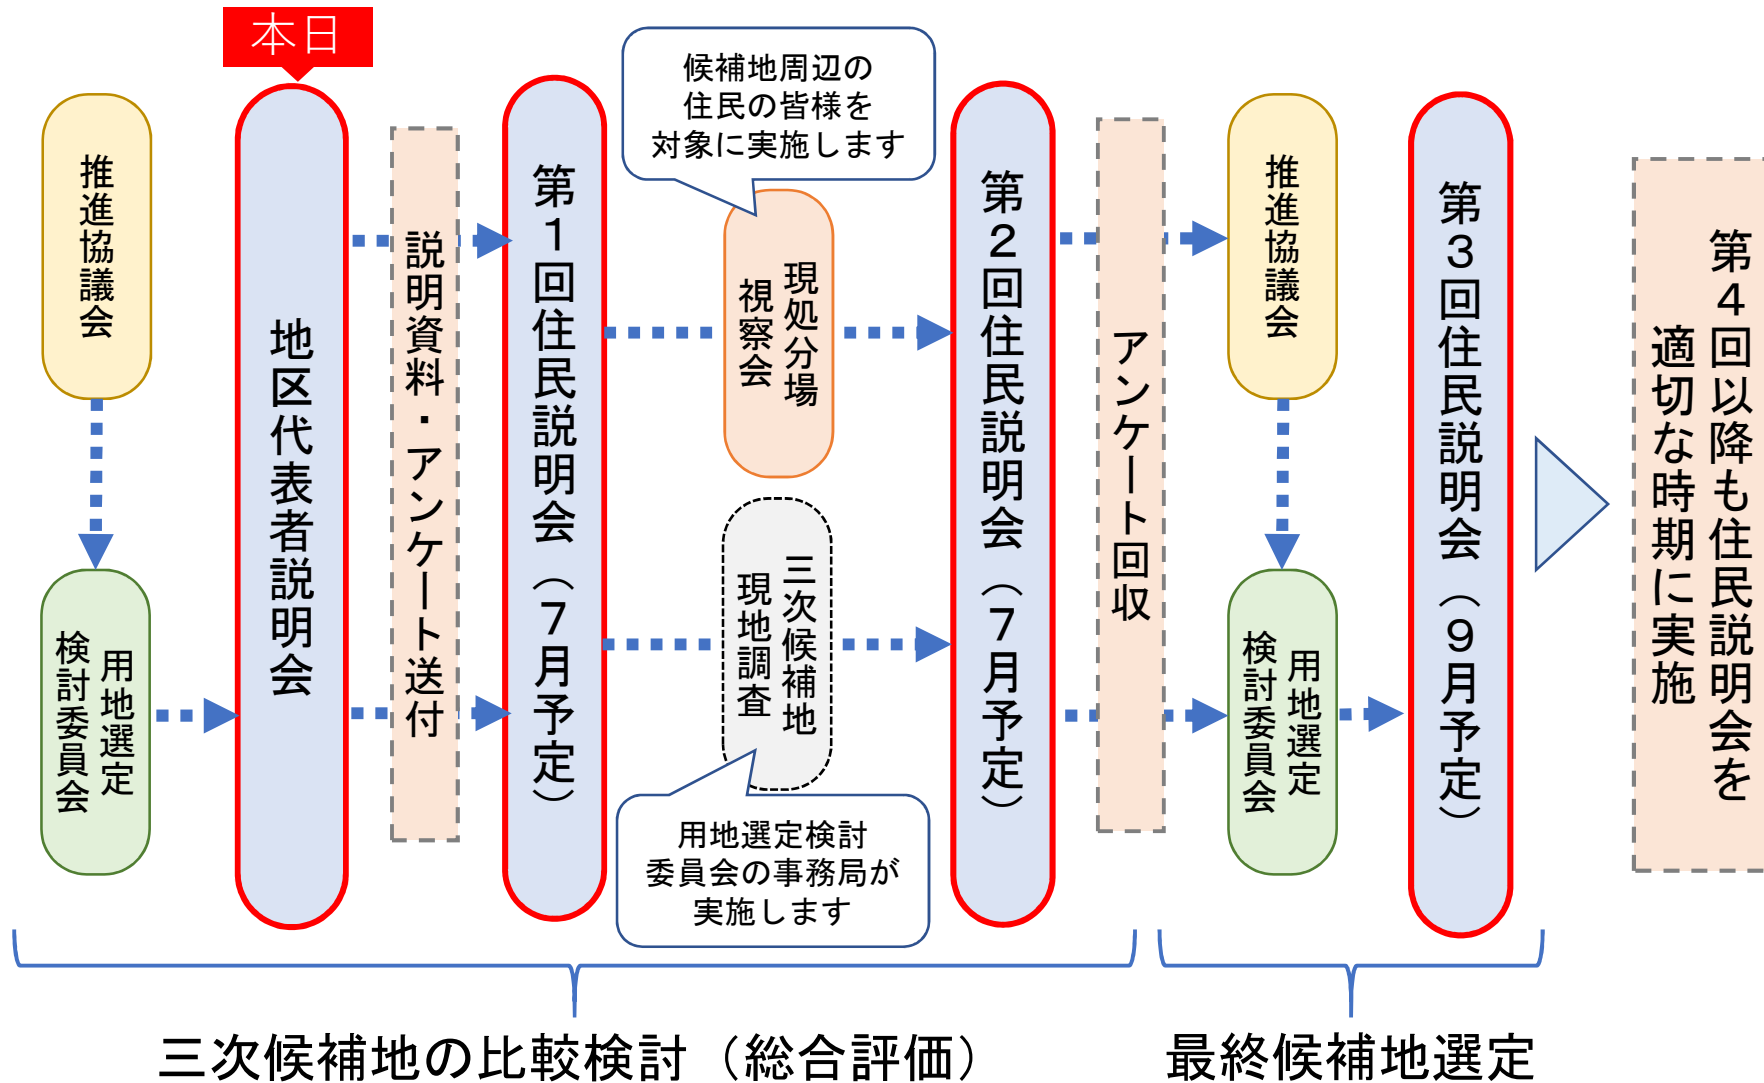 本日
推進協議会
用地選定
検討委員会
地区代表者説明会
説明資料・アンケート送付
第１回住民説明会（７月予定）
候補地周辺の
住民の皆様を
対象に実施します
現処分場
視察会
三次候補地
現地調査
用地選定検討
委員会の事務局が
実施します
第２回住民説明会（７月予定）
アンケート回収
推進協議会
用地選定
検討委員会
第３回住民説明会（９月予定）
第４回以降も住民説明会を
適切な時期に実施
三次候補地の比較検討（総合評価）
最終候補地選定